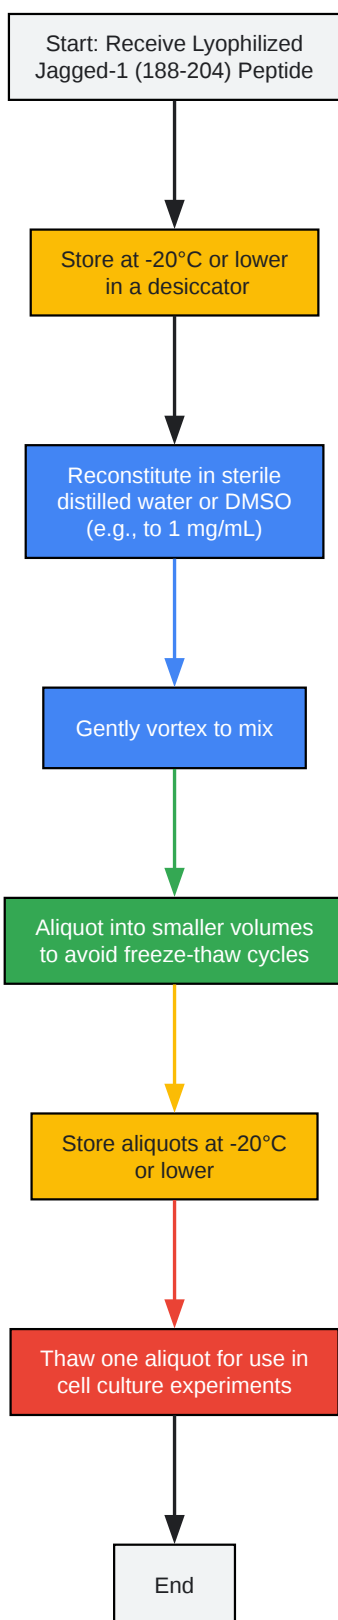 Start: Receive Lyophilized
Jagged-1 (188-204) Peptide
Store at -20°C or lower
in a desiccator
Reconstitute in sterile
distilled water or DMSO
(e.g., to 1 mg/mL)
Gently vortex to mix
Aliquot into smaller volumes
to avoid freeze-thaw cycles
Store aliquots at -20°C
or lower
Thaw one aliquot for use in
cell culture experiments
End